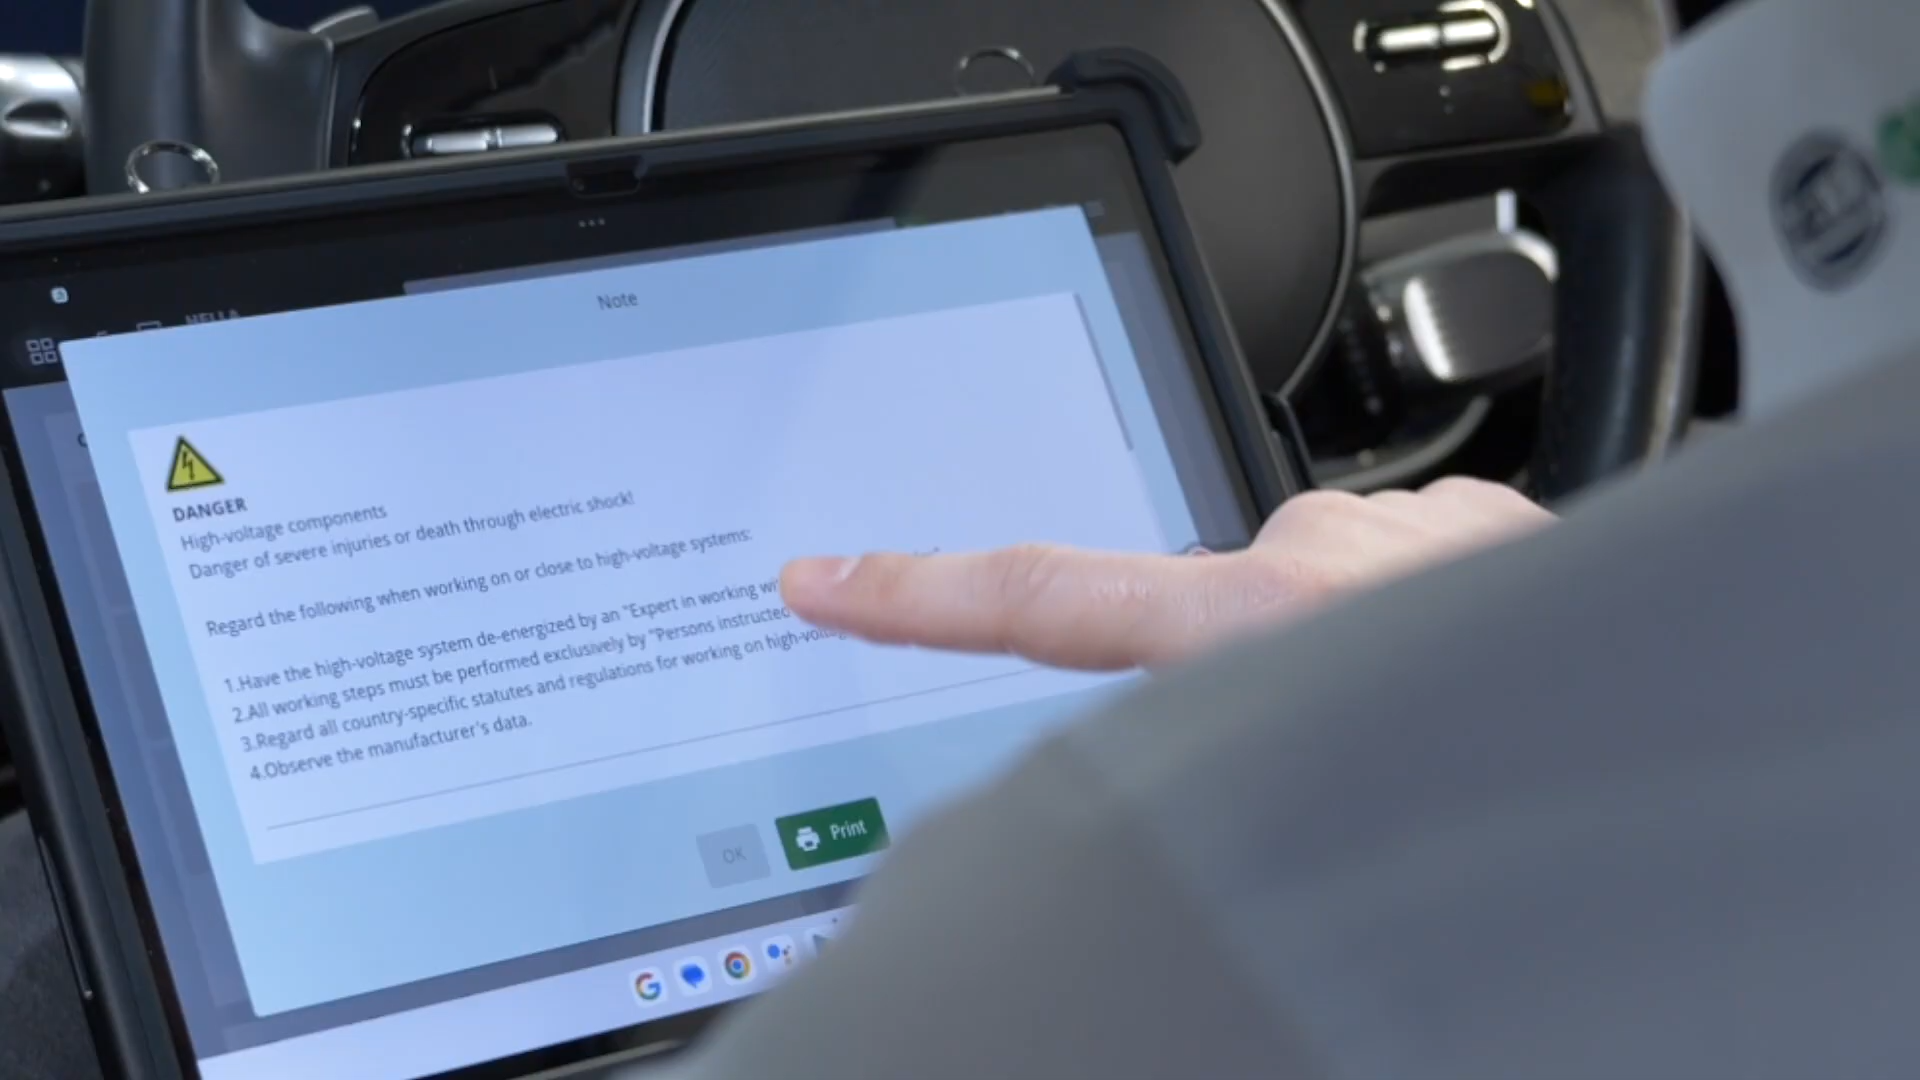 HELLA
Note
DANGER
High-voltage components
Danger of severe injuries or death through electric shock!
Regard the following when working on or close to high-voltage systems:
1.Have the high-voltage system de-energized by an "Expert in working
2.All working steps must be performed exclusively by "Persons instructed
3.Regard all country-specific statutes and regulations for working on
4.Observe the manufacturer's data.
OK
Print